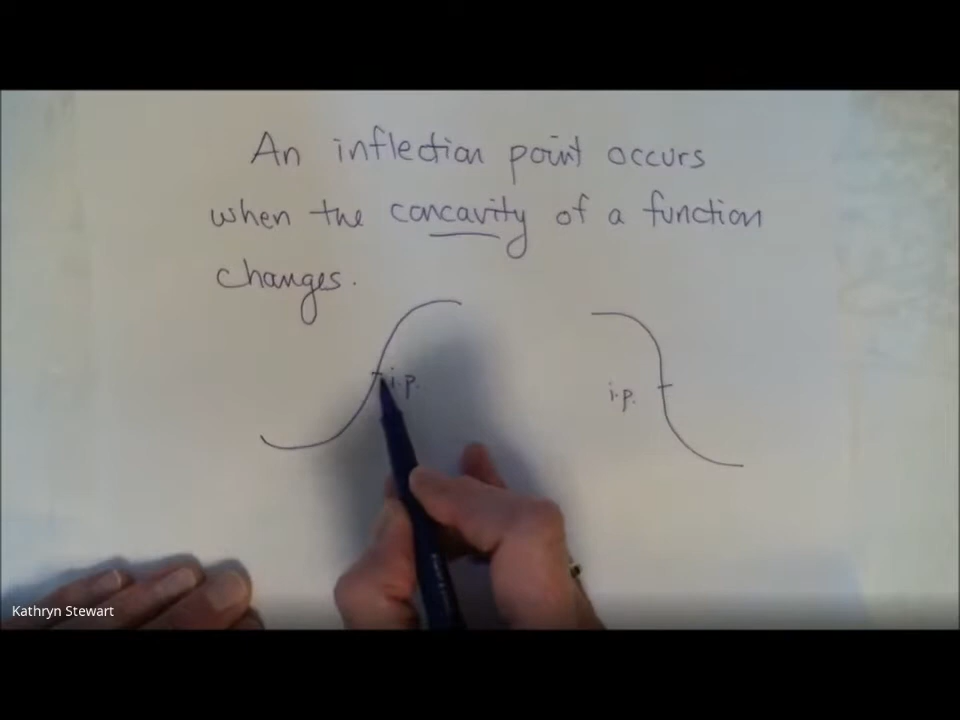 An inflection point occurs
when the concavity of a function
changes.
i.p.
i.p.
Kathryn Stewart